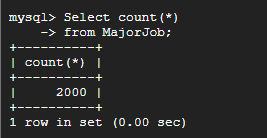 mysql> Select count(*)
    -> from MajorJob;
+----------+
| count(*) |
+----------+
|     2000 |
+----------+
1 row in set (0.00 sec)